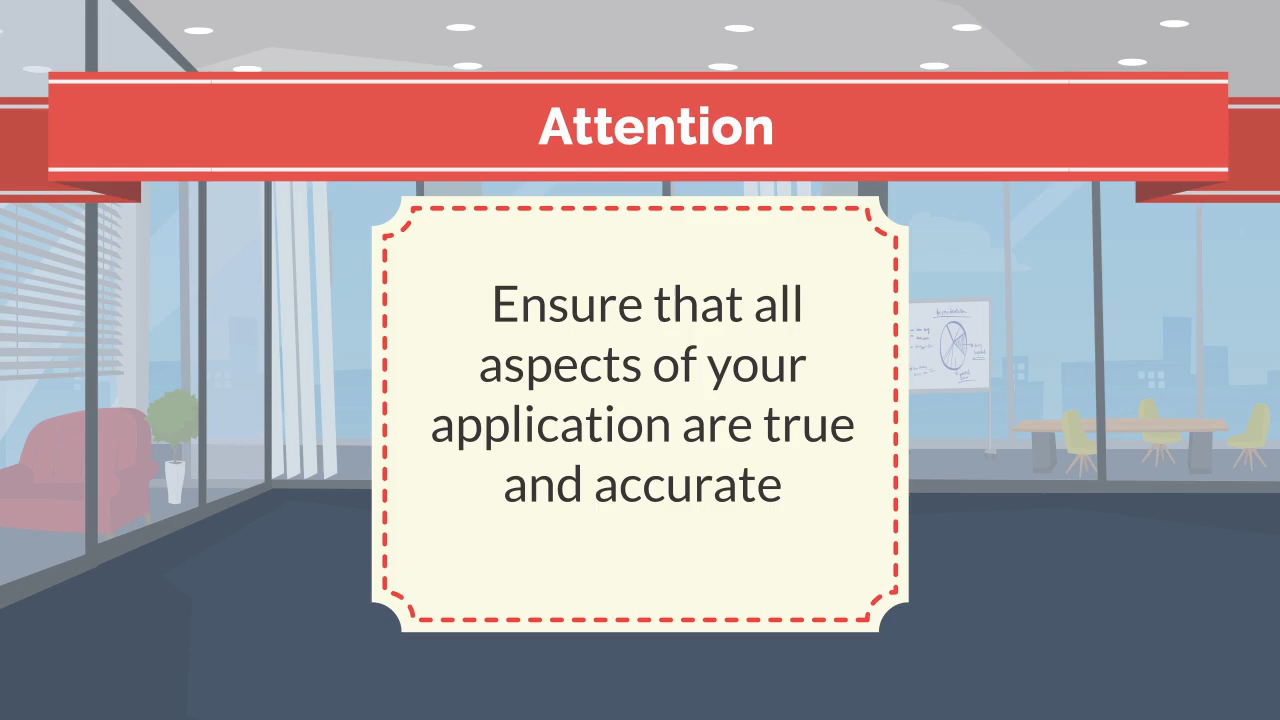 Attention
Ensure that all
aspects of your
application are true
and accurate